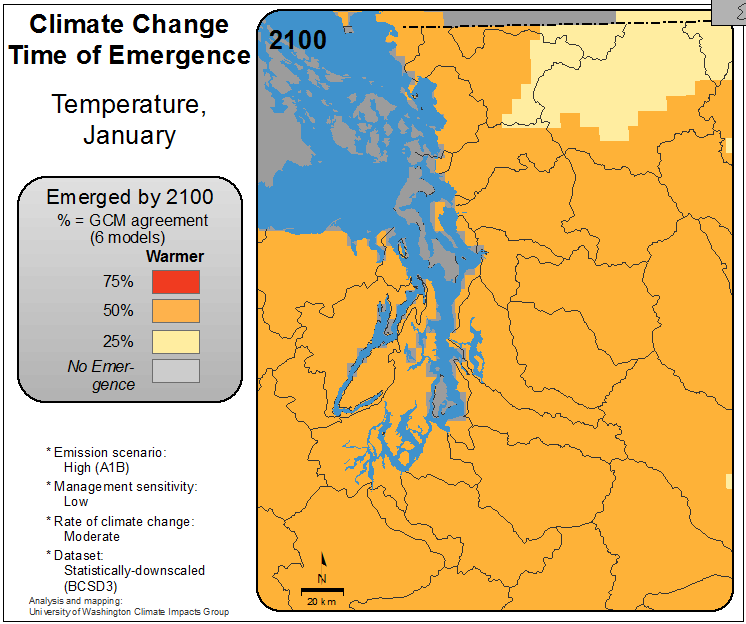 Climate Change
Time of Emergence
Temperature,
January
Emerged by 2100
% = GCM agreement
(6 models)
Warmer
75%
50%
25%
No Emer-
gence
* Emission scenario:
High (A1B)
* Management sensitivity:
Low
* Rate of climate change:
Moderate
* Dataset:
Statistically-downscaled
(BCSD3)
Analysis and mapping:
University of Washington Climate Impacts Group
2100
N
20 km